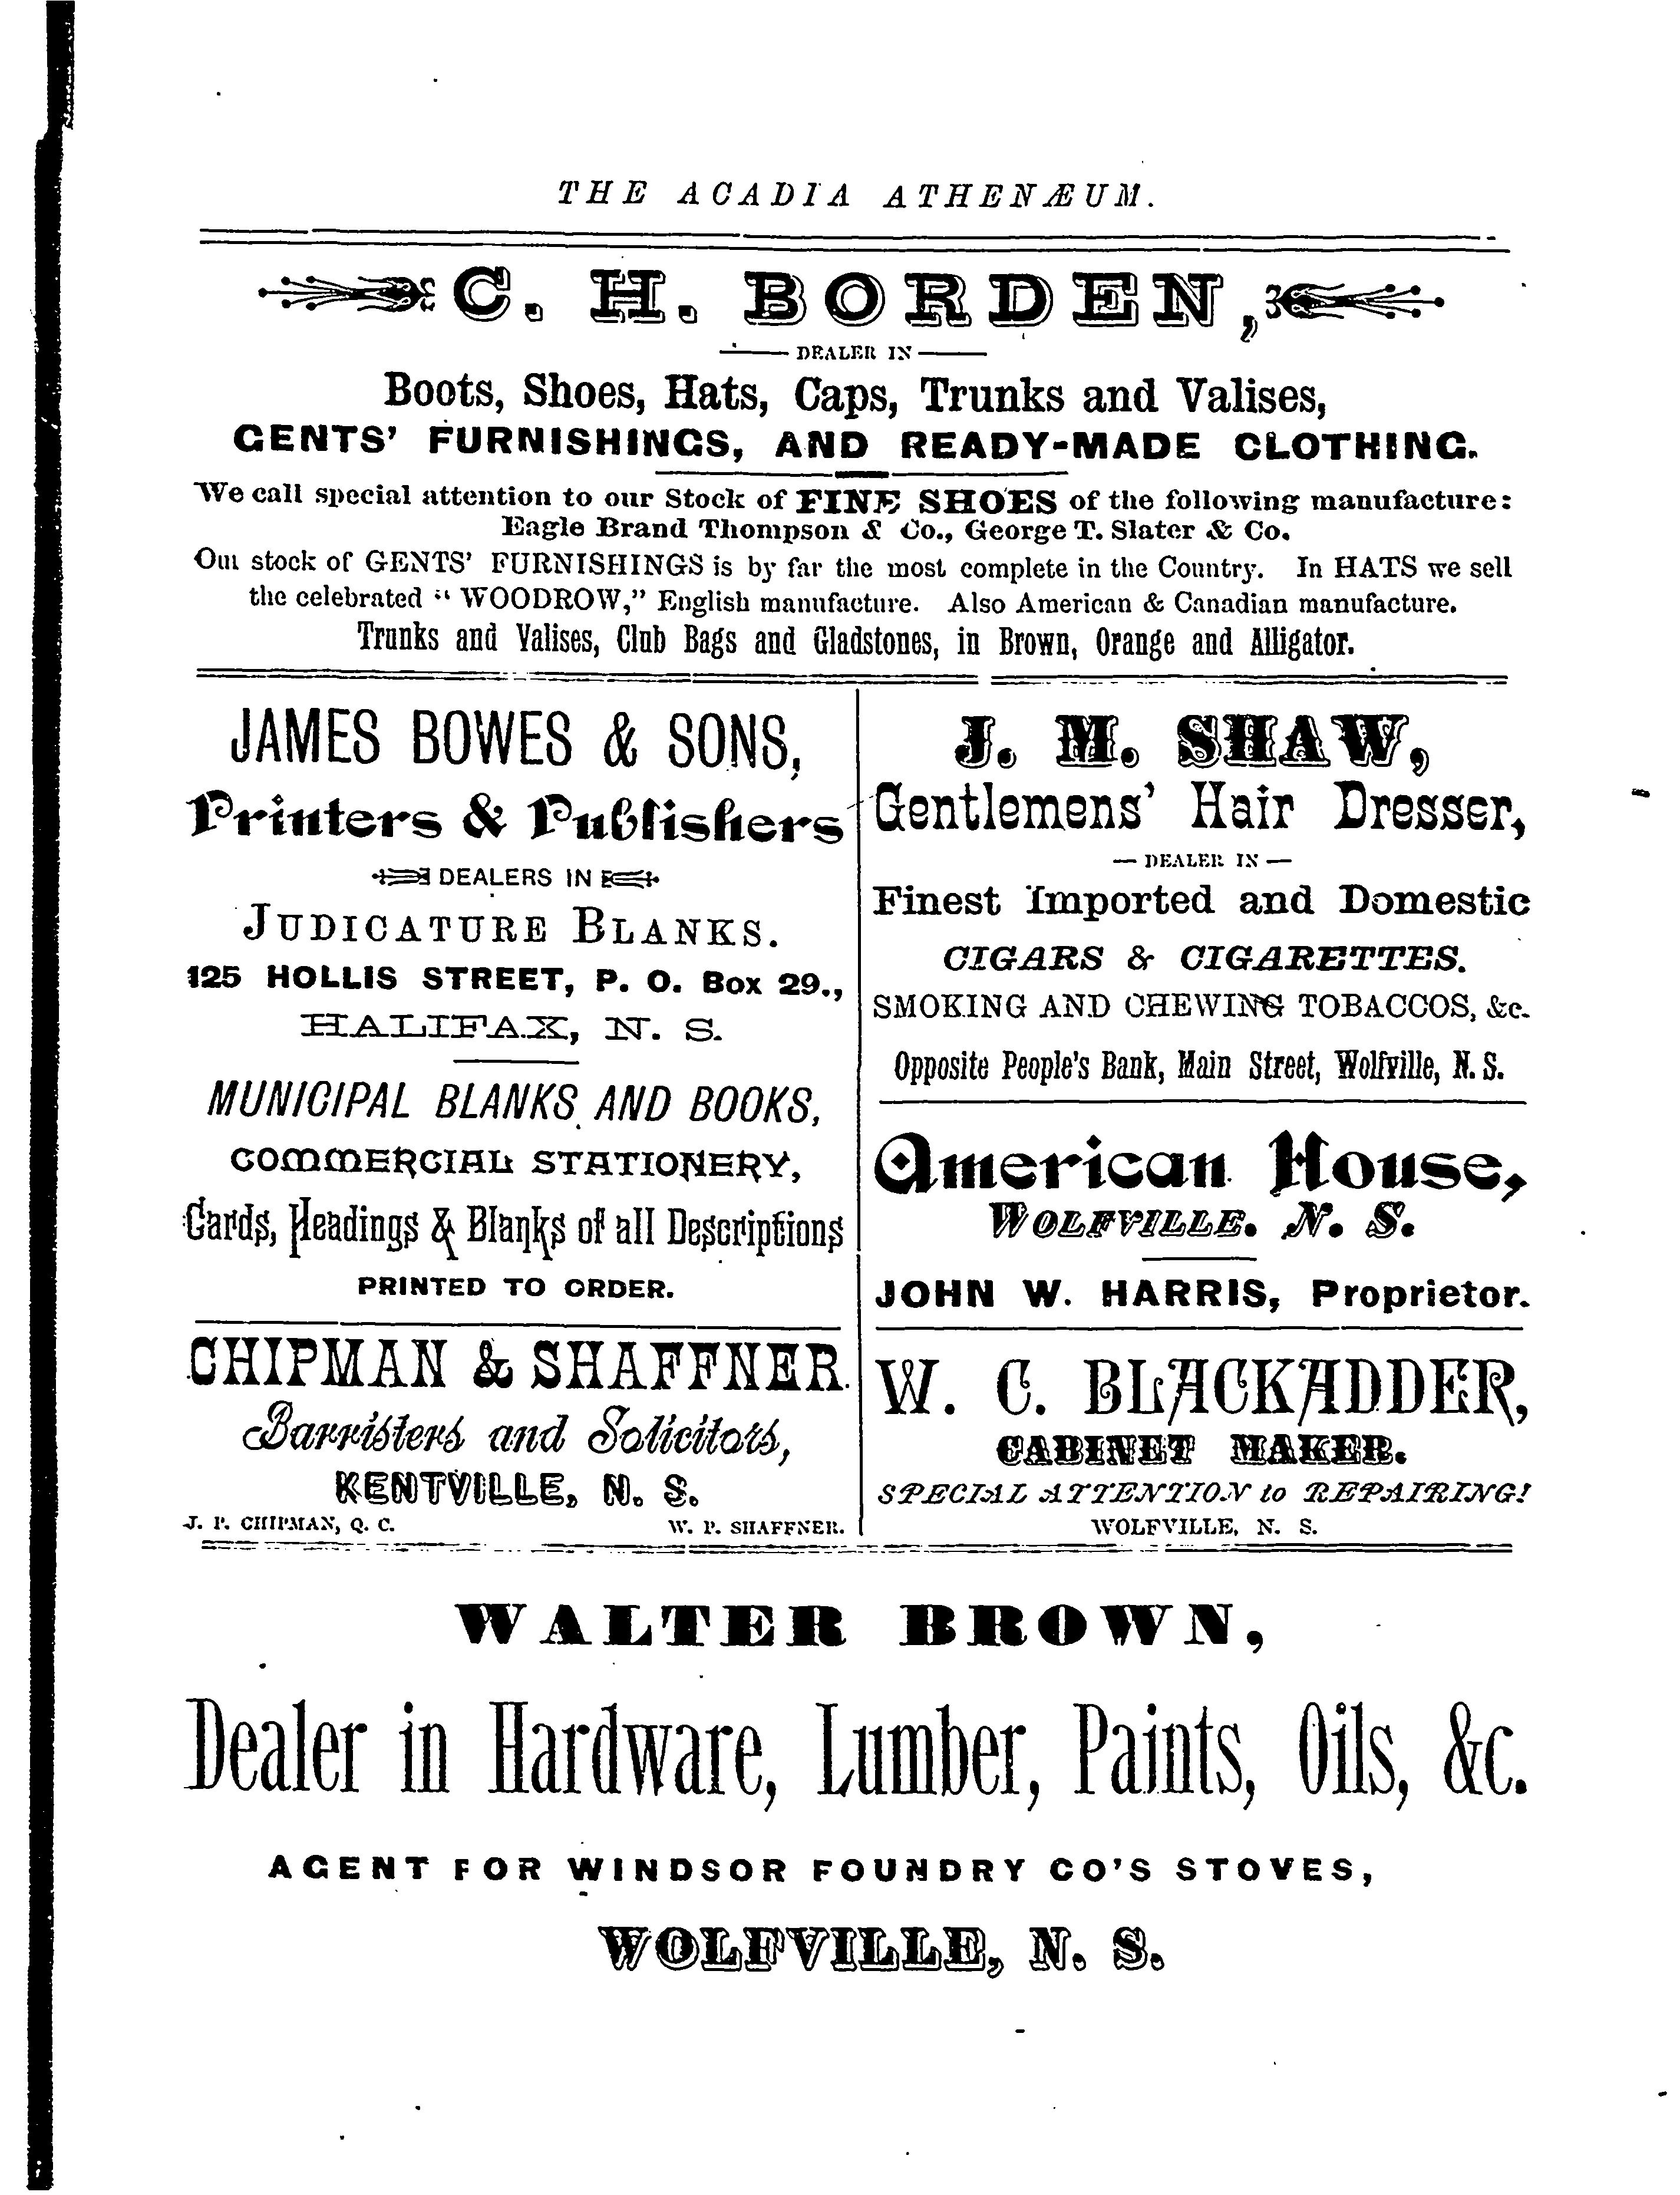 THE ACADIA ATHENÆUM.
C. H. BORDEN,
DEALER IN
Boots, Shoes, Hats, Caps, Trunks and Valises,
GENTS' FURNISHINGS, AND READY-MADE CLOTHING.
We call special attention to our Stock of FINE SHOES of the following manufacture:
Eagle Brand Thompson & Co., George T. Slater & Co.
Our stock of GENTS' FURNISHINGS is by far the most complete in the Country. In HATS we sell
the celebrated "WOODROW," English manufacture. Also American & Canadian manufacture.
Trunks and Valises, Club Bags and Gladstones, in Brown, Orange and Alligator.
JAMES BOWES & SONS,
Printers & Publishers
DEALERS IN
JUDICATURE BLANKS.
125 HOLLIS STREET, P. O. Box 29.,
HALIFAX, N. S.
MUNICIPAL BLANKS AND BOOKS,
COMMERCIAL STATIONERY,
Cards, Headings & Blanks of all Descriptions
PRINTED TO ORDER.
CHIPMAN & SHAFFNER.
Barristers and Solicitors,
KENTVILLE, N. S.
J. P. CHIPMAN, Q. C. W. P. SHAFFNER.
J. M. SHAW,
Gentlemens' Hair Dresser,
— DEALER IN —
Finest Imported and Domestic
CIGARS & CIGARETTES.
SMOKING AND CHEWING TOBACCOS, &c.
Opposite People's Bank, Main Street, Wolfville, N. S.
American House,
WOLFVILLE. N. S.
JOHN W. HARRIS, Proprietor.
W. C. BLACKADDER,
CABINET MAKER.
SPECIAL ATTENTION to REPAIRING!
WOLFVILLE, N. S.
WALTER BROWN,
Dealer in Hardware, Lumber, Paints, Oils, &c.
AGENT FOR WINDSOR FOUNDRY CO'S STOVES,
WOLFVILLE, N. S.